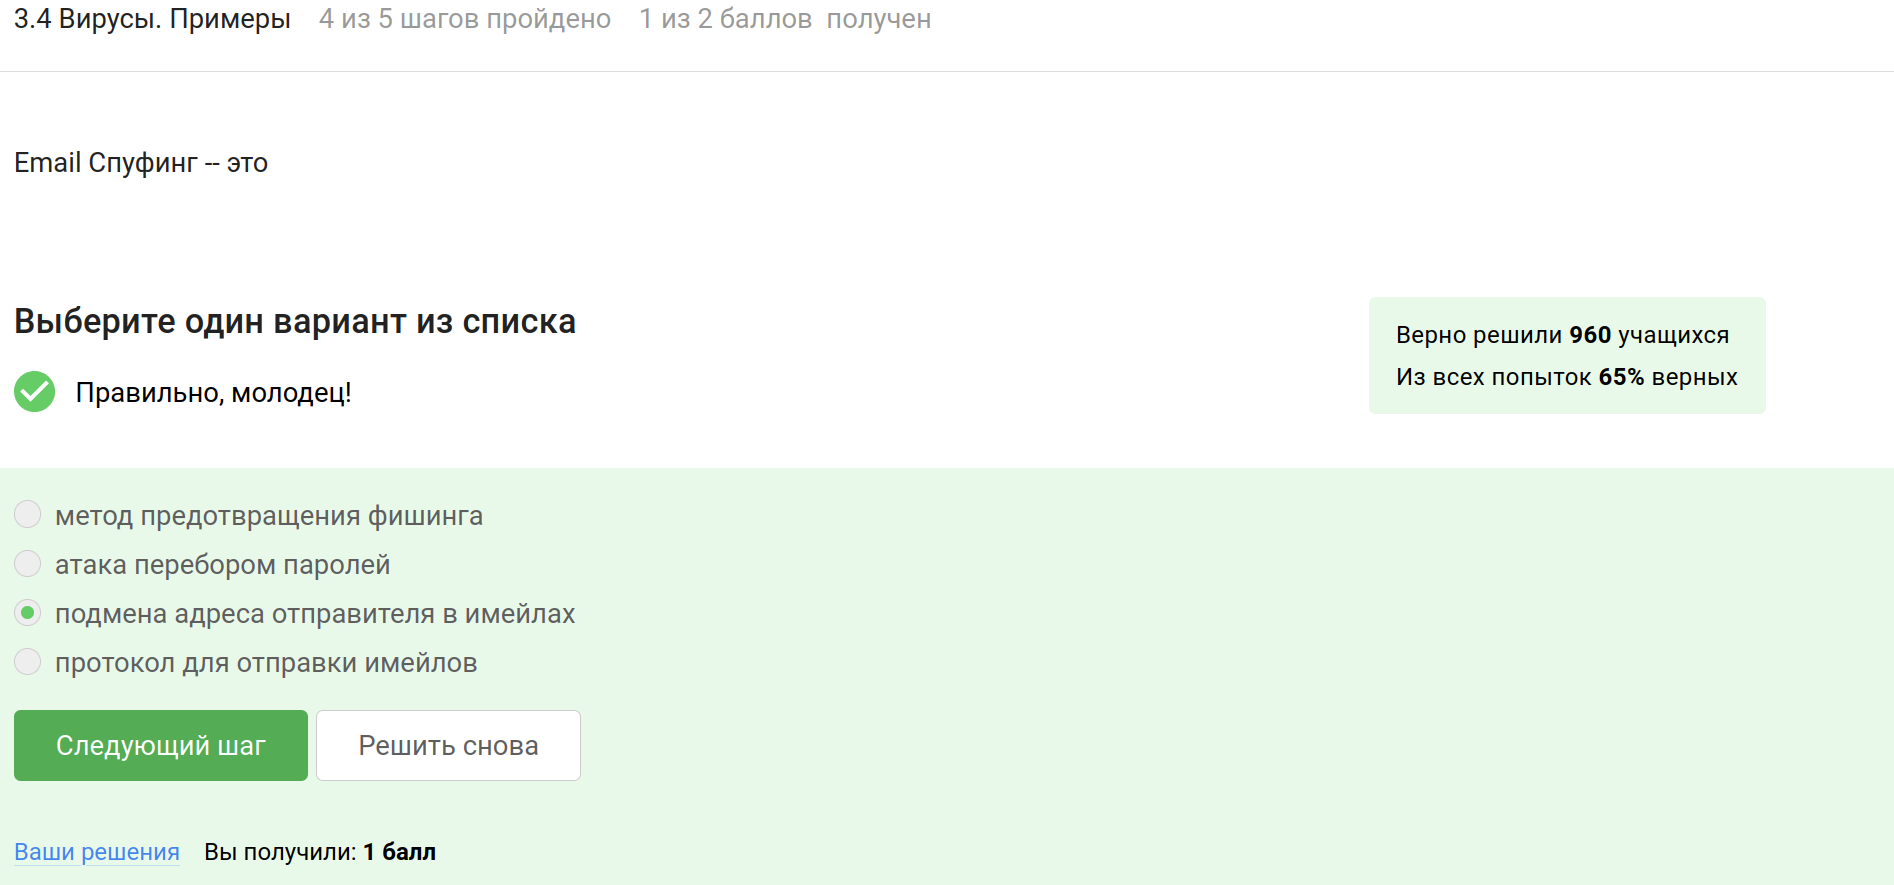 3.4 Вирусы. Примеры 4 из 5 шагов пройдено 1 из 2 баллов получен
Email Спуфинг -- это
Выберите один вариант из списка
Правильно, молодец!
Верно решили 960 учащихся
Из всех попыток 65% верных
метод предотвращения фишинга
атака перебором паролей
подмена адреса отправителя в имейлах
протокол для отправки имейлов
Следующий шаг Решить снова
Ваши решения Вы получили: 1 балл